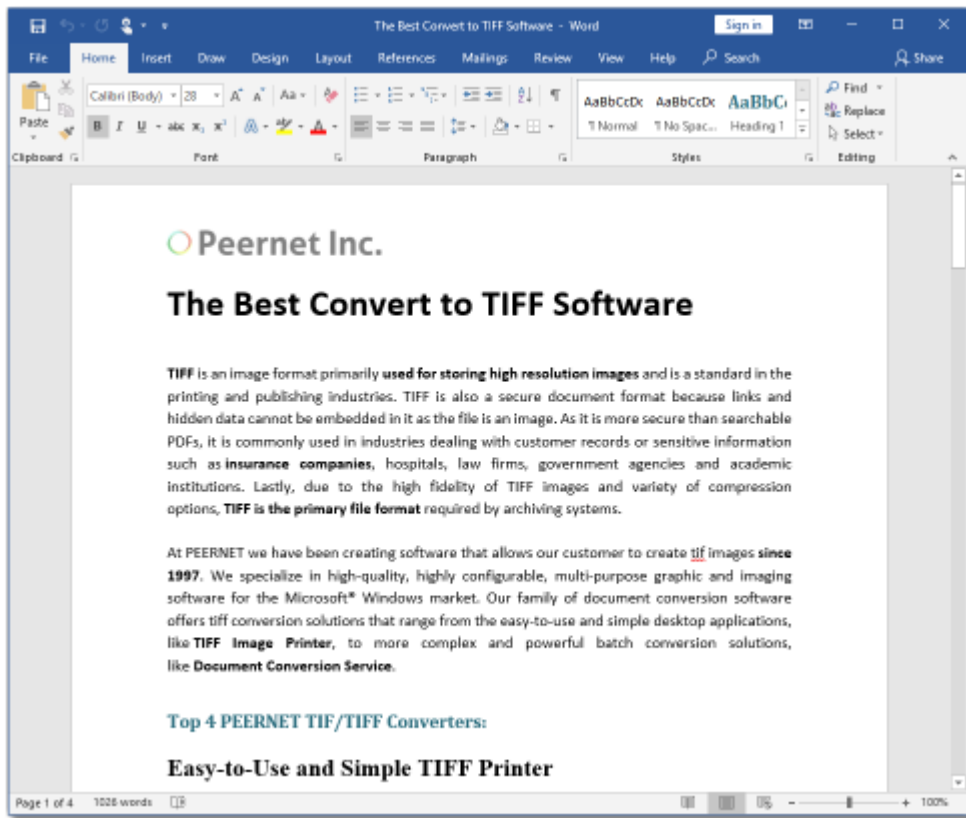 The Best Convert to TIFF Software - Word
Sign in
File Home Insert Draw Design Layout References Mailings Review View Help Search Share
Paste
Calibri (Body) 28
Aa
B I U abc x₂ x²
AaBbCcDc AaBbCcDc AaBbC
¶ Normal ¶ No Spac... Heading 1
Find
Replace
Select
Clipboard Font Paragraph Styles Editing
Peernet Inc.
The Best Convert to TIFF Software
TIFF is an image format primarily used for storing high resolution images and is a standard in the
printing and publishing industries. TIFF is also a secure document format because links and
hidden data cannot be embedded in it as the file is an image. As it is more secure than searchable
PDFs, it is commonly used in industries dealing with customer records or sensitive information
such as insurance companies, hospitals, law firms, government agencies and academic
institutions. Lastly, due to the high fidelity of TIFF images and variety of compression
options, TIFF is the primary file format required by archiving systems.
At PEERNET we have been creating software that allows our customer to create tif images since
1997. We specialize in high-quality, highly configurable, multi-purpose graphic and imaging
software for the Microsoft® Windows market. Our family of document conversion software
offers tiff conversion solutions that range from the easy-to-use and simple desktop applications,
like TIFF Image Printer, to more complex and powerful batch conversion solutions,
like Document Conversion Service.
Top 4 PEERNET TIF/TIFF Converters:
Easy-to-Use and Simple TIFF Printer
Page 1 of 4 1028 words 100%